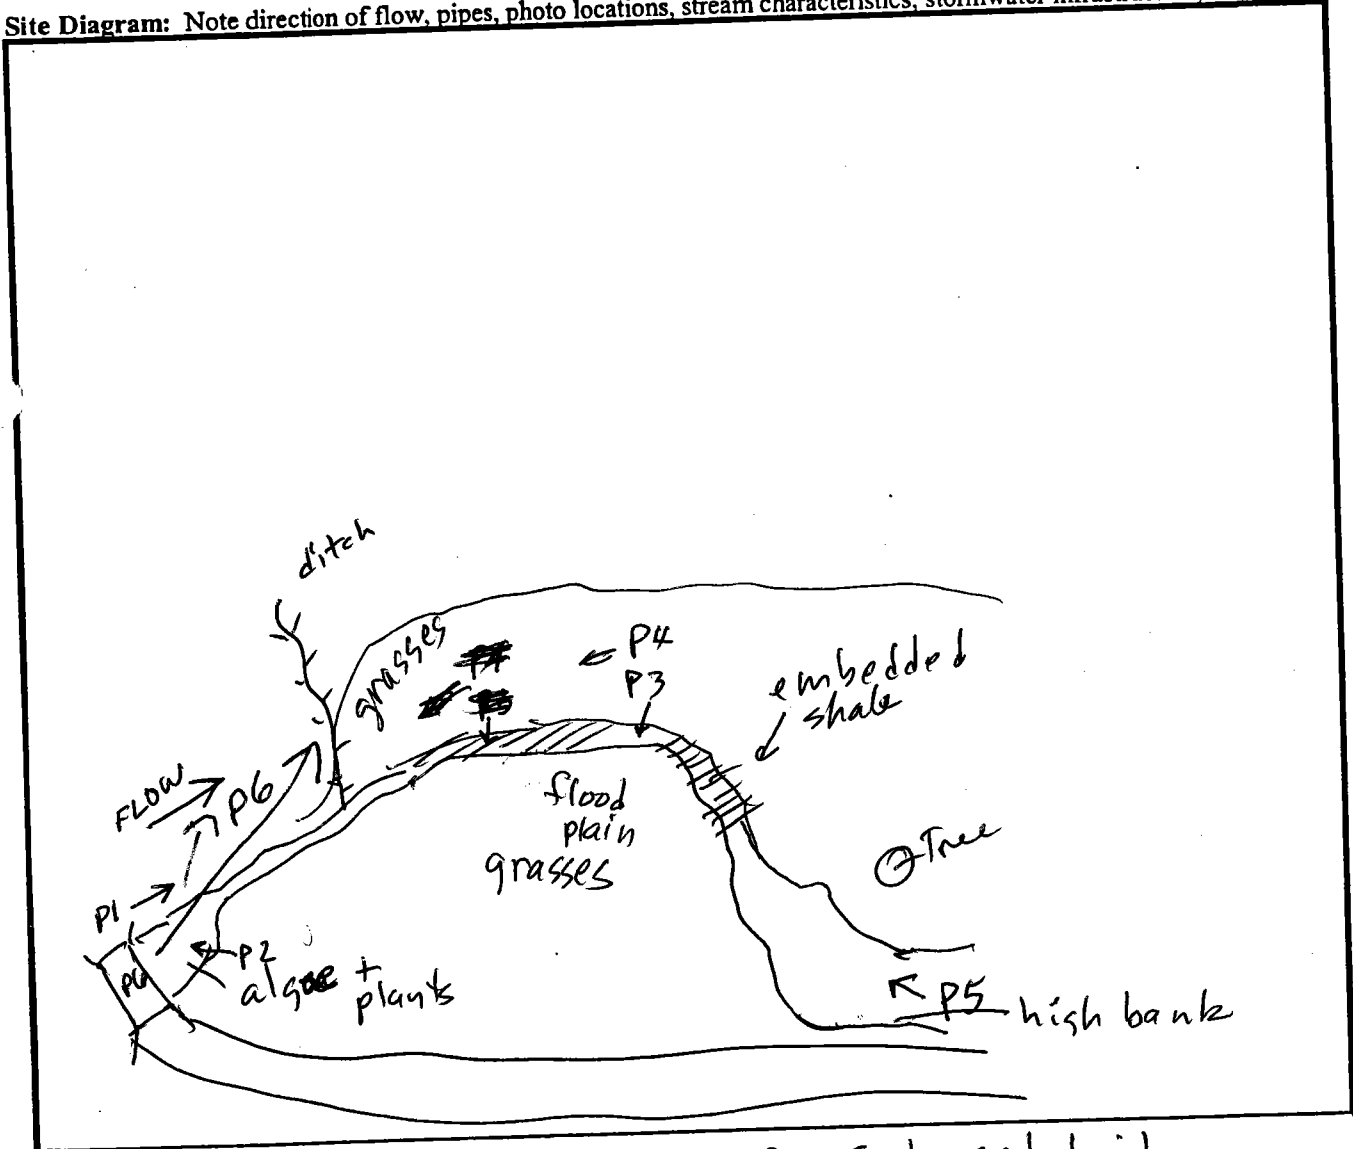 Site Diagram: Note direction of flow, pipes, photo locations, stream characteristics, stormwater
ditch
grasses
P4
P3
embedded
shale
FLOW
P6
flood
plain
grasses
Tree
P1
P2
algae +
plants
P5
high bank